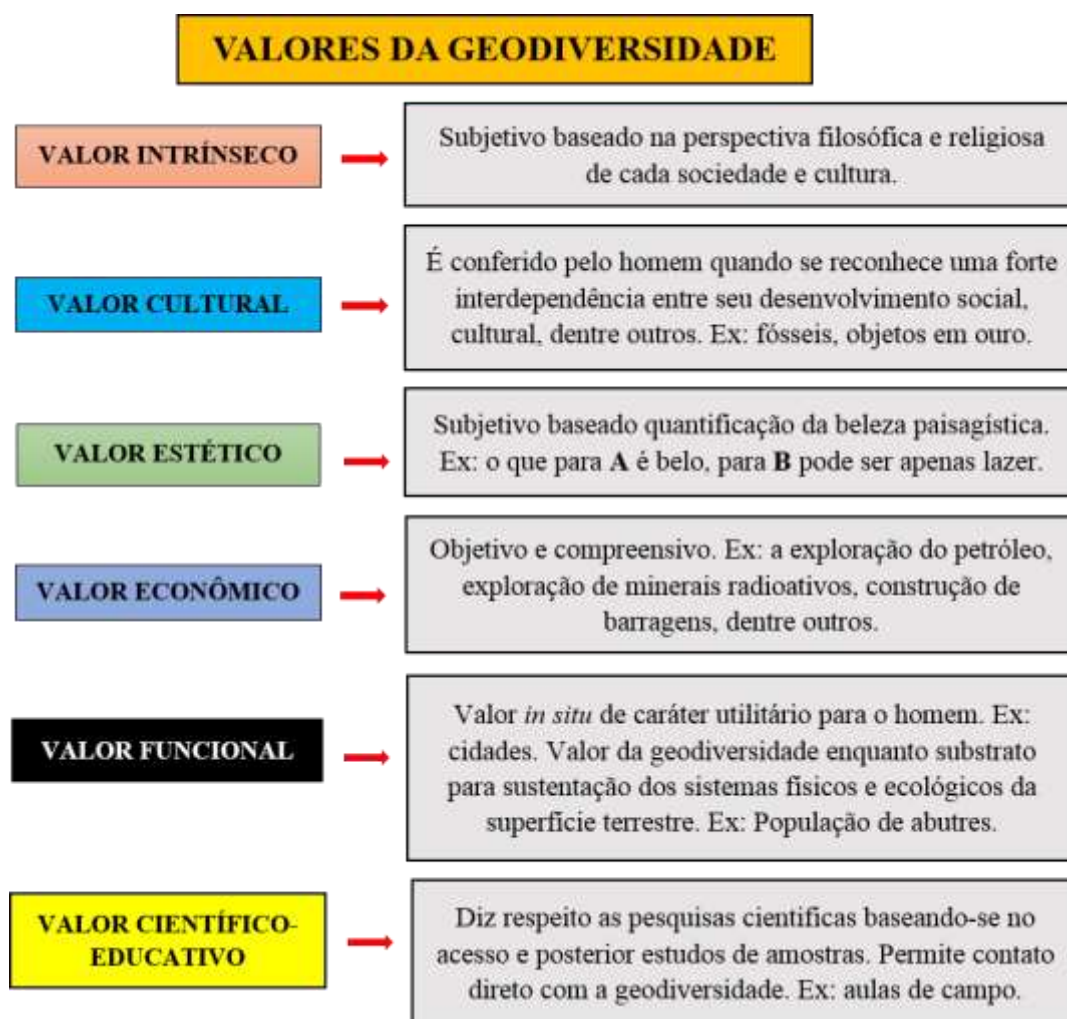 VALORES DA GEODIVERSIDADE
VALOR INTRÍNSECO
Subjetivo baseado na perspectiva filosófica e religiosa
de cada sociedade e cultura.
VALOR CULTURAL
É conferido pelo homem quando se reconhece uma forte
interdependência entre seu desenvolvimento social,
cultural, dentre outros. Ex: fósseis, objetos em ouro.
VALOR ESTÉTICO
Subjetivo baseado quantificação da beleza paisagística.
Ex: o que para A é belo, para B pode ser apenas lazer.
VALOR ECONÔMICO
Objetivo e compreensivo. Ex: a exploração do petróleo,
exploração de minerais radioativos, construção de
barragens, dentre outros.
VALOR FUNCIONAL
Valor in situ de caráter utilitário para o homem. Ex:
cidades. Valor da geodiversidade enquanto substrato
para sustentação dos sistemas físicos e ecológicos da
superfície terrestre. Ex: População de abutres.
VALOR CIENTÍFICO-
EDUCATIVO
Diz respeito as pesquisas cientificas baseando-se no
acesso e posterior estudos de amostras. Permite contato
direto com a geodiversidade. Ex: aulas de campo.